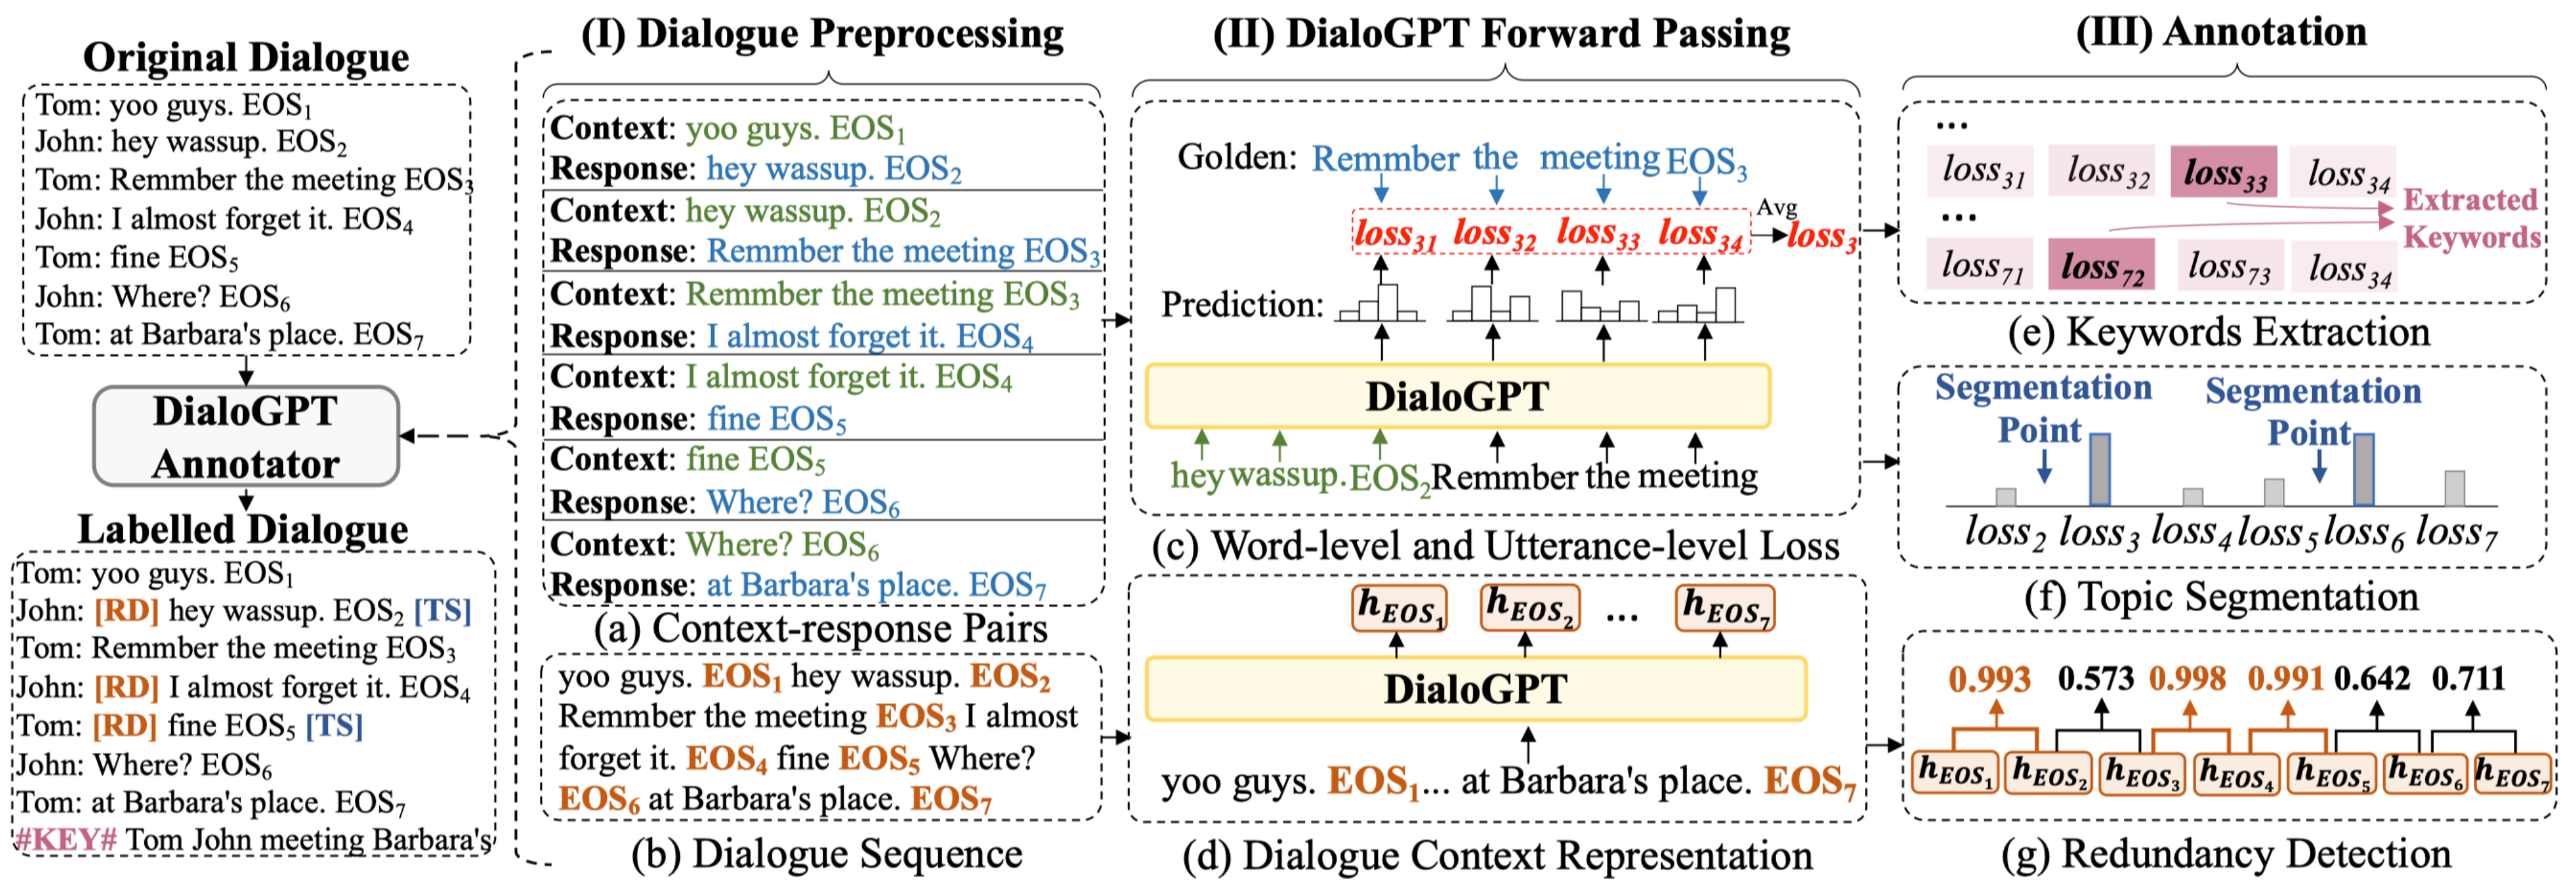 Original Dialogue
Tom: yoo guys. EOS1
John: hey wassup. EOS2
Tom: Remmber the meeting EOS3
John: I almost forget it. EOS4
Tom: fine EOS5
John: Where? EOS6
Tom: at Barbara's place. EOS7
DialoGPT
Annotator
Labelled Dialogue
Tom: yoo guys. EOS1
John: [RD] hey wassup. EOS2 [TS]
Tom: Remmber the meeting EOS3
John: [RD] I almost forget it. EOS4
Tom: [RD] fine EOS5 [TS]
John: Where? EOS6
Tom: at Barbara's place. EOS7
#KEY# Tom John meeting Barbara's
(I) Dialogue Preprocessing
Context: yoo guys. EOS1
Response: hey wassup. EOS2
Context: hey wassup. EOS2
Response: Remmber the meeting EOS3
Context: Remmber the meeting EOS3
Response: I almost forget it. EOS4
Context: I almost forget it. EOS4
Response: fine EOS5
Context: fine EOS5
Response: Where? EOS6
Context: Where? EOS6
Response: at Barbara's place. EOS7
(a) Context-response Pairs
yoo guys. EOS1 hey wassup. EOS2
Remmber the meeting EOS3 I almost
forget it. EOS4 fine EOS5 Where?
EOS6 at Barbara's place. EOS7
(b) Dialogue Sequence
(II) DialoGPT Forward Passing
Golden: Remmber the meeting EOS3
loss31 loss32 loss33 loss34 Avg loss3
Prediction:
DialoGPT
hey wassup. EOS2 Remmber the meeting
(c) Word-level and Utterance-level Loss
hEOS1 hEOS2 ... hEOS7
DialoGPT
yoo guys. EOS1... at Barbara's place. EOS7
(d) Dialogue Context Representation
(III) Annotation
...
loss31 loss32 loss33 loss34
...
loss71 loss72 loss73 loss34
Extracted
Keywords
(e) Keywords Extraction
Segmentation
Point
Segmentation
Point
loss2 loss3 loss4 loss5 loss6 loss7
(f) Topic Segmentation
0.993 0.573 0.998 0.991 0.642 0.711
hEOS1 hEOS2 hEOS3 hEOS4 hEOS5 hEOS6 hEOS7
(g) Redundancy Detection